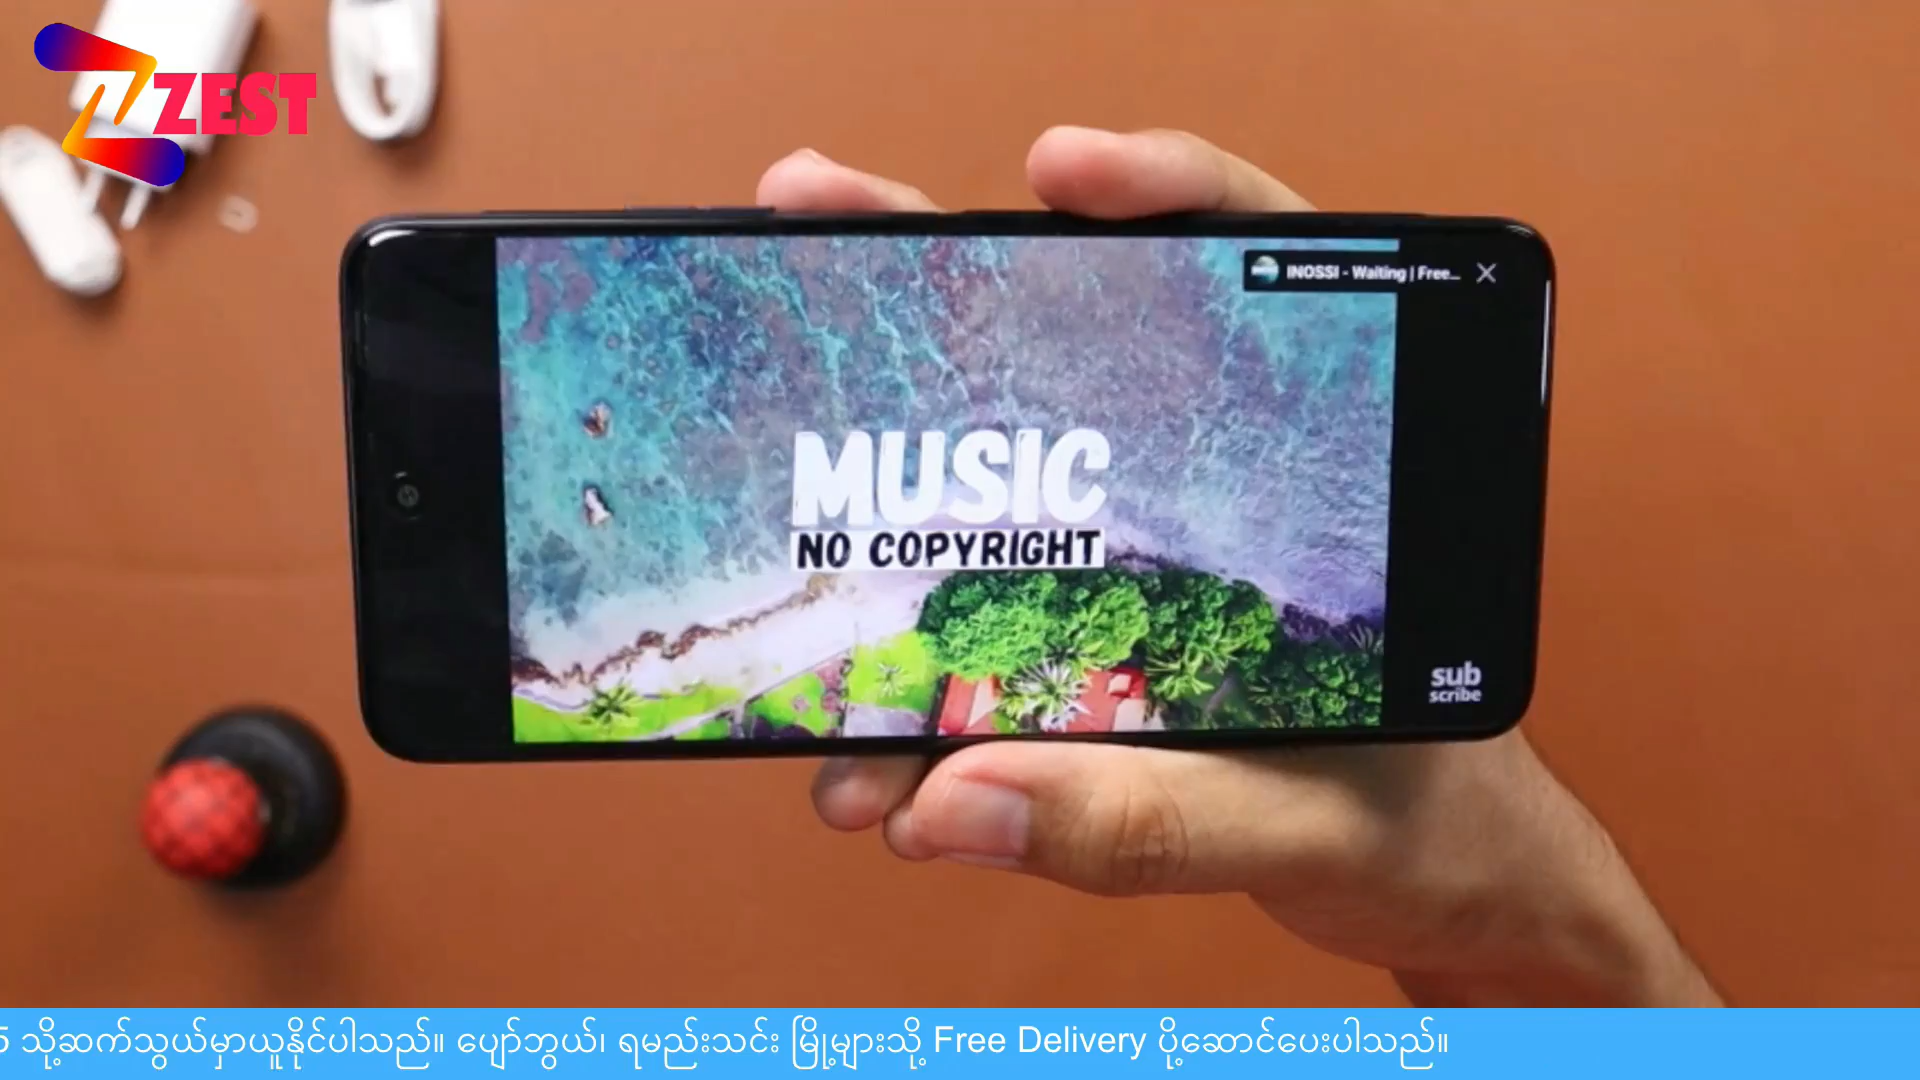 ZEST
INOSSI - Waiting | Free...
MUSIC
NO COPYRIGHT
sub
scribe
5 သို့ဆက်သွယ်မှာယူနိုင်ပါသည်။ ပျော်ဘွယ်၊ ရမည်းသင်း မြို့များသို့ Free Delivery ပို့ဆောင်ပေးပါသည်။